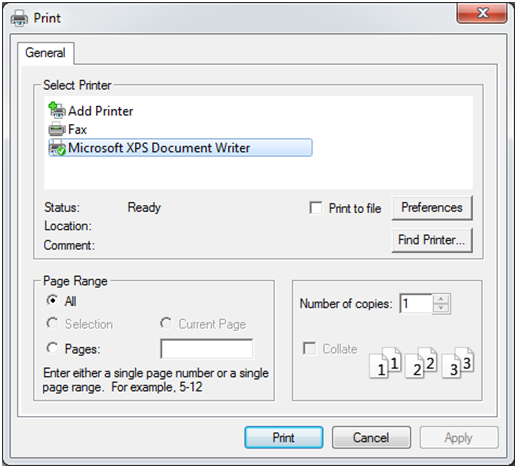 Print
General
Select Printer
Add Printer
Fax
Microsoft XPS Document Writer
Status: Ready
Print to file
Preferences
Location:
Comment:
Find Printer...
Page Range
All
Selection
Current Page
Pages:
Enter either a single page number or a single
page range. For example, 5-12
Number of copies: 1
Collate
1 1 2 2 3 3
Print
Cancel
Apply